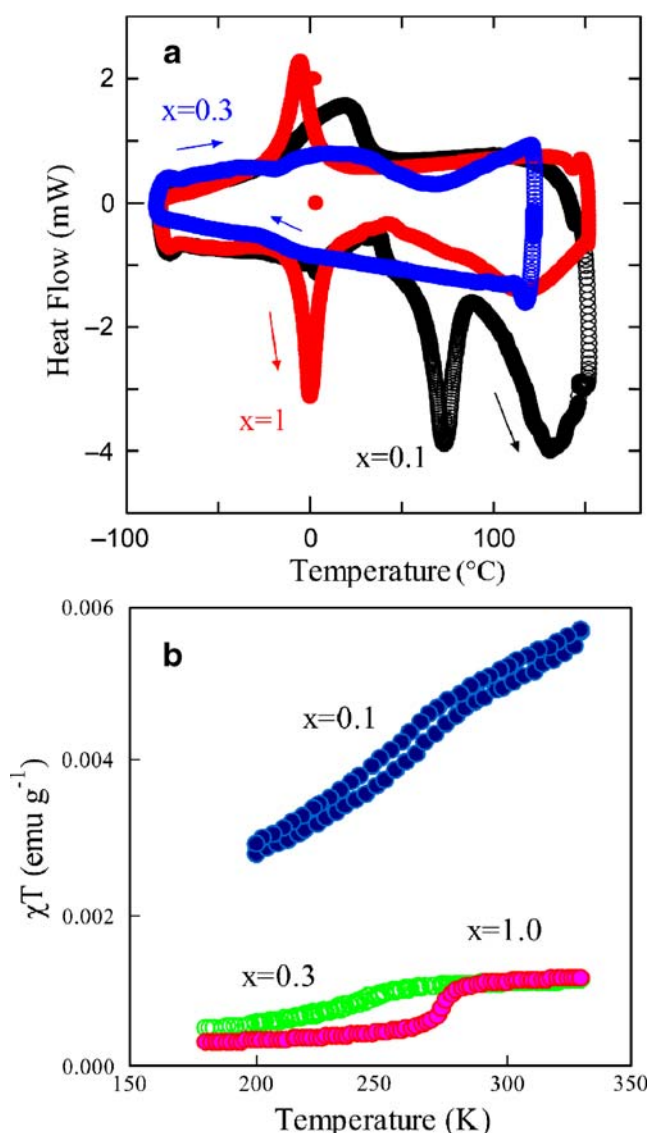 a
2
x=0.3
0
Heat Flow (mW)
−2
x=1
x=0.1
−4
−100
0
100
Temperature (°C)
0.006
b
x=0.1
0.004
χT (emu g⁻¹)
0.002
x=1.0
x=0.3
0.000
150
200
250
300
350
Temperature (K)